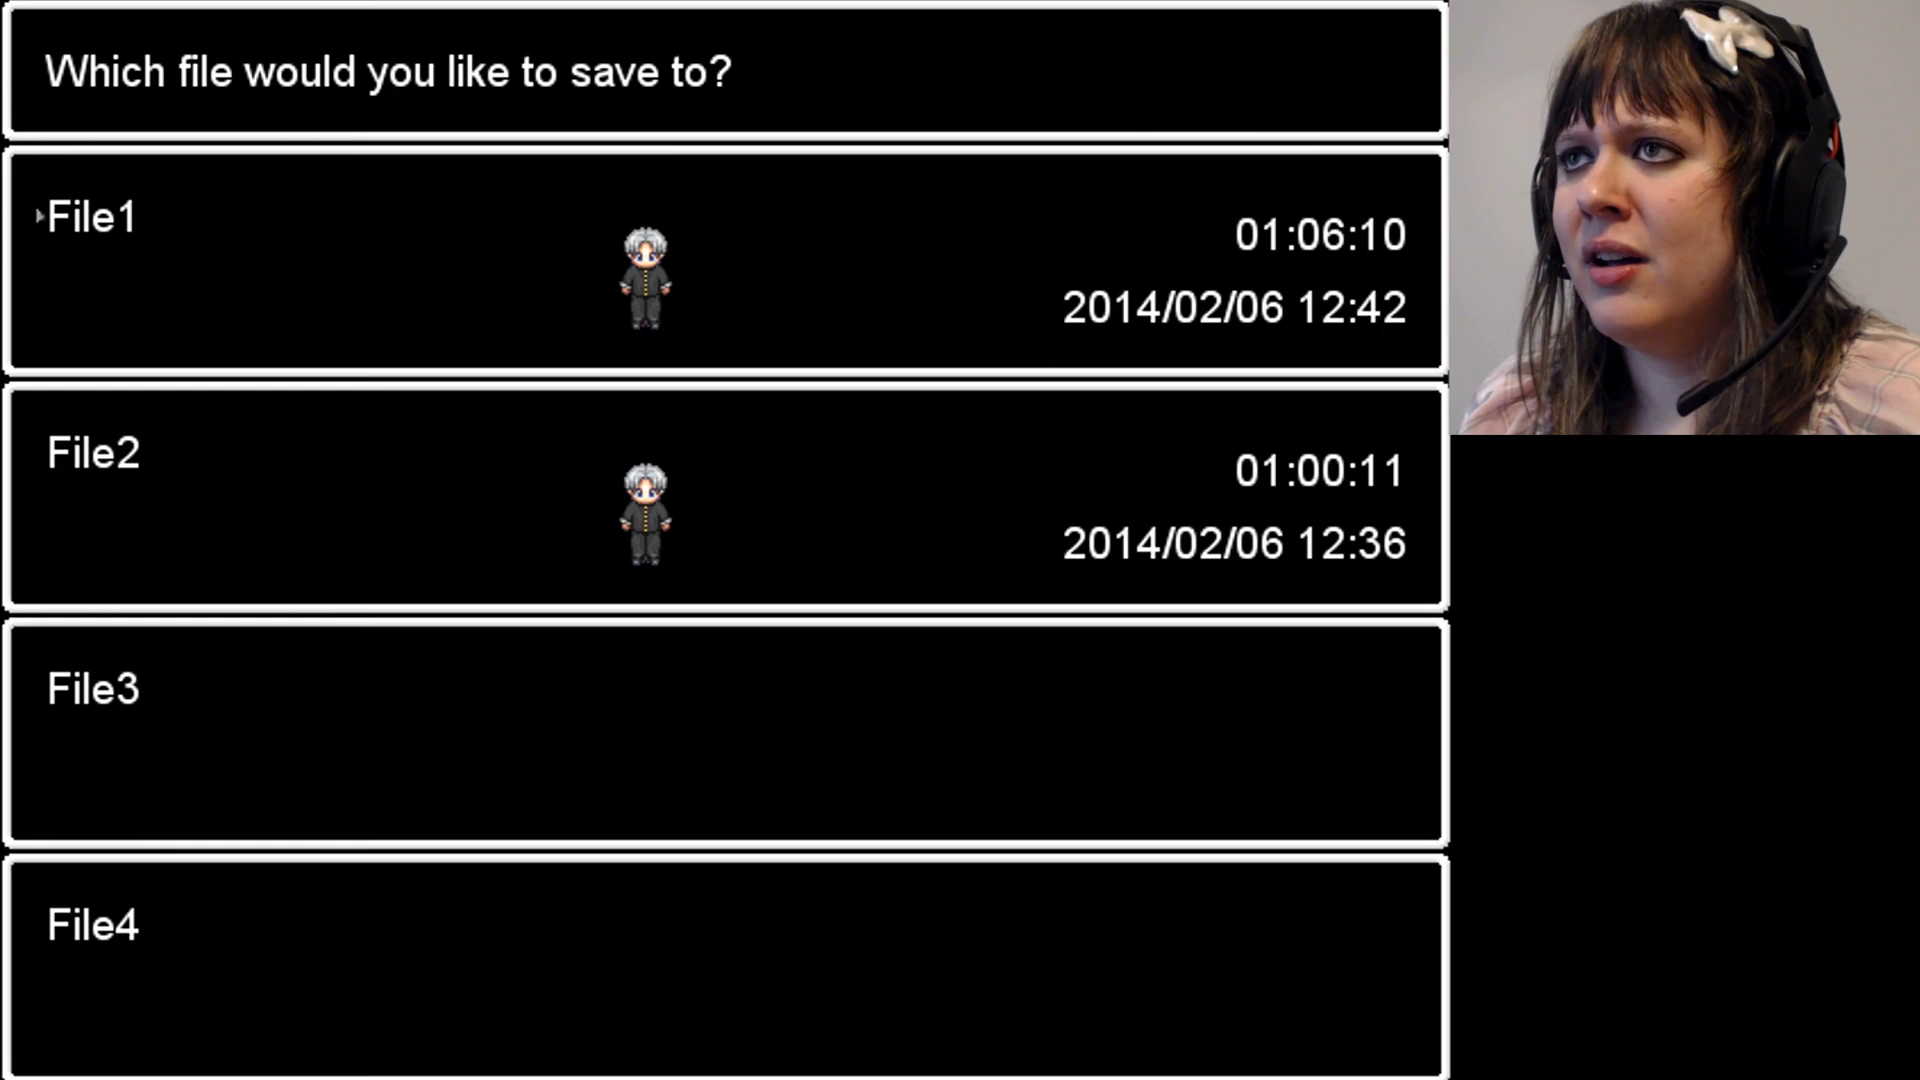 Which file would you like to save to?
File1
01:06:10
2014/02/06 12:42
File2
01:00:11
2014/02/06 12:36
File3
File4